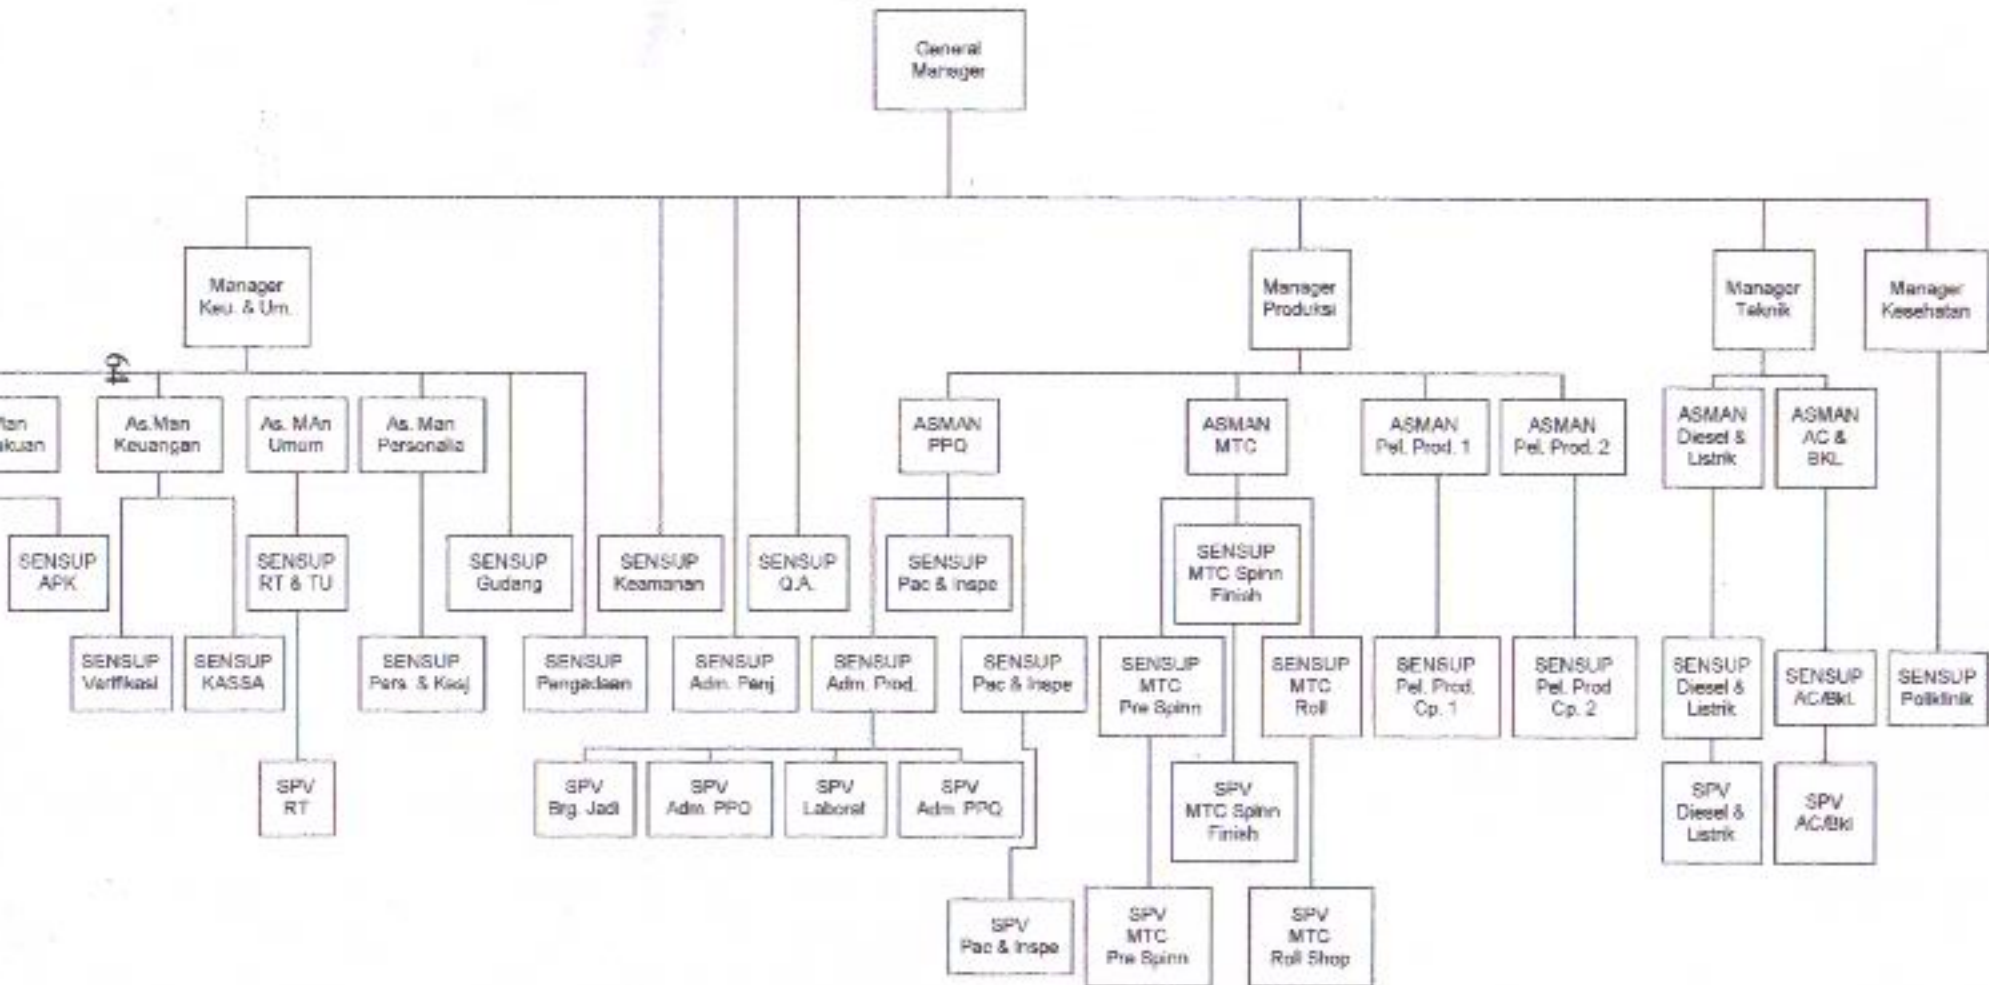 General
Manager
Manager
Keu. & Um.
Manager
Produksi
Manager
Teknik
Manager
Kesehatan
64
As.Man
Keuangan
As. MAn
Umum
As. Man
Personalia
ASMAN
PPQ
ASMAN
MTC
ASMAN
Pel. Prod. 1
ASMAN
Pel. Prod. 2
ASMAN
Diesel &
Listrik
ASMAN
AC &
BKL
SENSUP
APK
SENSUP
RT & TU
SENSUP
Gudang
SENSUP
Keamanan
SENSUP
Q.A.
SENSUP
Pac & Inspe
SENSUP
MTC Spinn
Finish
SENSUP
Verifikasi
SENSUP
KASSA
SENSUP
Pers. & Kesj
SENSUP
Pengadaan
SENSUP
Adm. Penj.
SENSUP
Adm. Prod.
SENSUP
Pac & Inspe
SENSUP
MTC
Pre Spinn
SENSUP
MTC
Roll
SENSUP
Pel. Prod.
Cp. 1
SENSUP
Pel. Prod
Cp. 2
SENSUP
Diesel &
Listrik
SENSUP
AC/Bkl.
SENSUP
Poliklinik
SPV
RT
SPV
Brg. Jadi
SPV
Adm. PPQ
SPV
Laborat
SPV
Adm. PPQ
SPV
MTC Spinn
Finish
SPV
Diesel &
Listrik
SPV
AC/Bkl
SPV
Pac & Inspe
SPV
MTC
Pre Spinn
SPV
MTC
Roll Shop